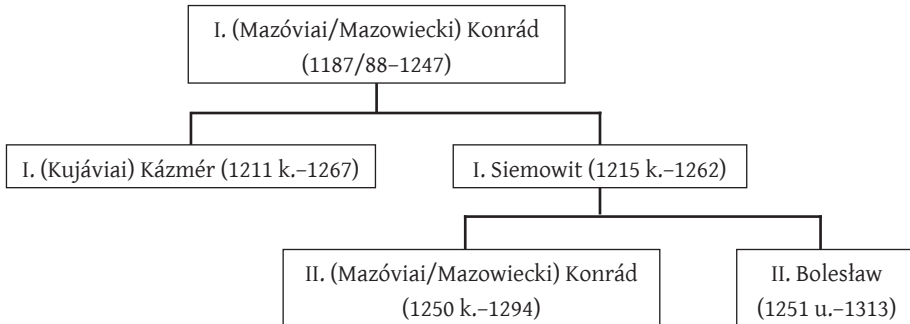 I. (Mazóviai/Mazowiecki) Konrád
(1187/88–1247)
I. (Kujáviai) Kázmér (1211 k.–1267)
I. Siemowit (1215 k.–1262)
II. (Mazóviai/Mazowiecki) Konrád
(1250 k.–1294)
II. Bolesław
(1251 u.–1313)